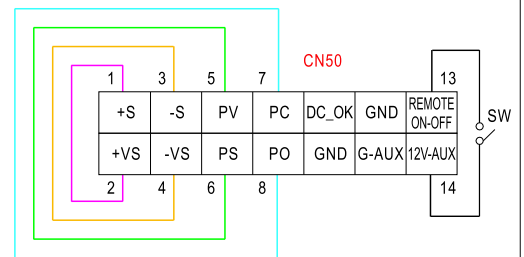 CN50
1 3 5 7 13
+S -S PV PC DC_OK GND REMOTE ON-OFF
SW
+VS -VS PS PO GND G-AUX 12V-AUX
2 4 6 8 14